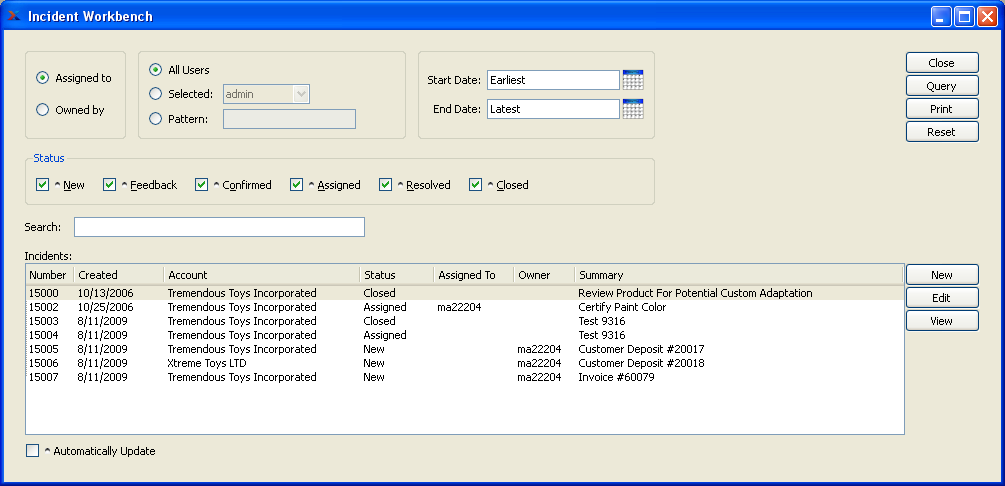 Incident Workbench
Assigned to
Owned by
All Users
Selected: admin
Pattern:
Start Date: Earliest
End Date: Latest
Close
Query
Print
Reset
Status
^ New ^ Feedback ^ Confirmed ^ Assigned ^ Resolved ^ Closed
Search:
Incidents:
Number Created Account Status Assigned To Owner Summary
15000 10/13/2006 Tremendous Toys Incorporated Closed Review Product For Potential Custom Adaptation
15002 10/25/2006 Tremendous Toys Incorporated Assigned ma22204 Certify Paint Color
15003 8/11/2009 Tremendous Toys Incorporated Closed Test 9316
15004 8/11/2009 Tremendous Toys Incorporated Assigned Test 9316
15005 8/11/2009 Tremendous Toys Incorporated New ma22204 Customer Deposit #20017
15006 8/11/2009 Xtreme Toys LTD New ma22204 Customer Deposit #20018
15007 8/11/2009 Tremendous Toys Incorporated New ma22204 Invoice #60079
New
Edit
View
^ Automatically Update